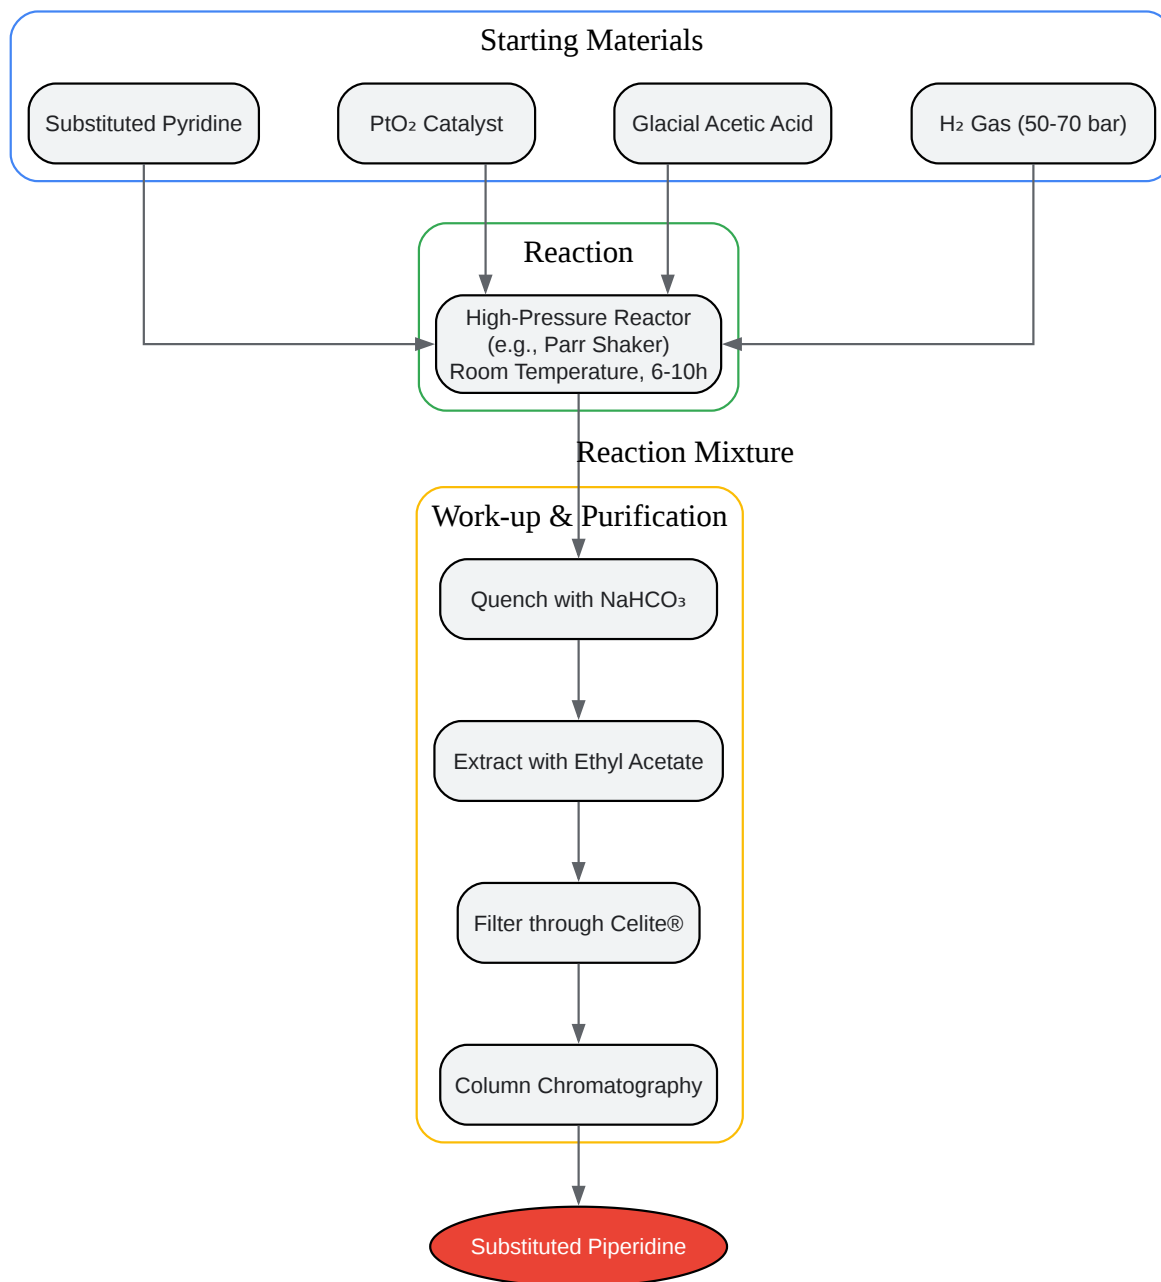 Starting Materials
Substituted Pyridine
PtO₂ Catalyst
Glacial Acetic Acid
H₂ Gas (50-70 bar)
Reaction
High-Pressure Reactor
(e.g., Parr Shaker)
Room Temperature, 6-10h
Reaction Mixture
Work-up & Purification
Quench with NaHCO₃
Extract with Ethyl Acetate
Filter through Celite®
Column Chromatography
Substituted Piperidine